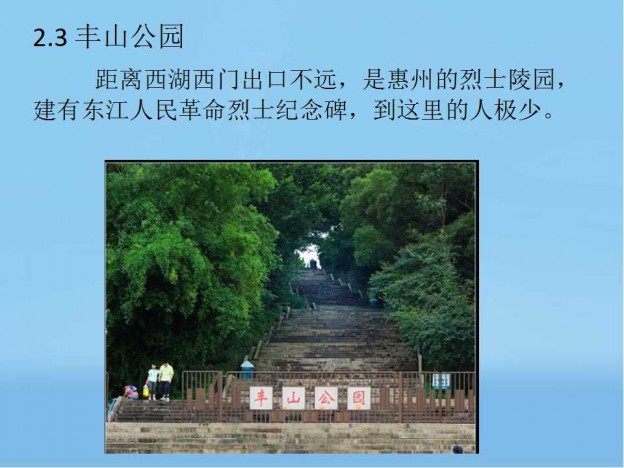 2.3 丰山公园
距离西湖西门出口不远，是惠州的烈士陵园，
建有东江人民革命烈士纪念碑，到这里的人极少。
丰山公园